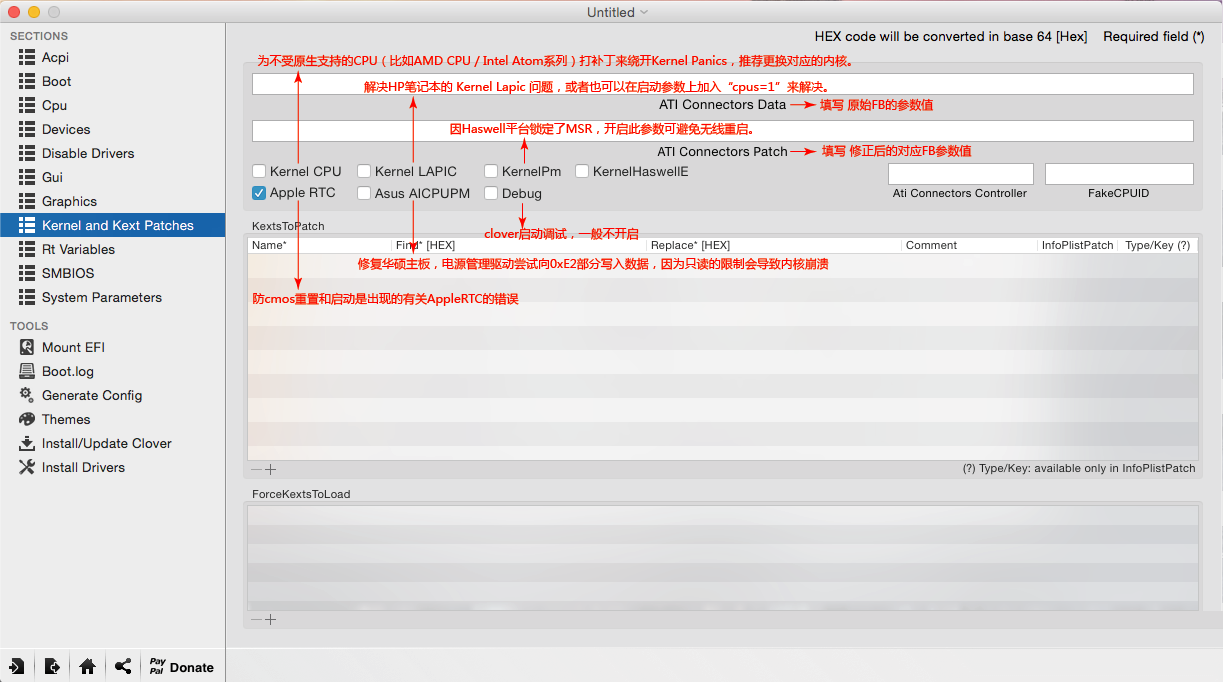 Untitled
SECTIONS
Acpi
Boot
Cpu
Devices
Disable Drivers
Gui
Graphics
Kernel and Kext Patches
Rt Variables
SMBIOS
System Parameters
TOOLS
Mount EFI
Boot.log
Generate Config
Themes
Install/Update Clover
Install Drivers
Pay Pal Donate
HEX code will be converted in base 64 [Hex] Required field (*)
为不受原生支持的CPU（比如AMD CPU / Intel Atom系列）打补丁来绕开Kernel Panics，推荐更换对应的内核。
解决HP笔记本的 Kernel Lapic 问题，或者也可以在启动参数上加入“cpus=1”来解决。
ATI Connectors Data 填写 原始FB的参数值
因Haswell平台锁定了MSR，开启此参数可避免无线重启。
ATI Connectors Patch 填写 修正后的对应FB参数值
Kernel CPU Kernel LAPIC KernelPm KernelHaswellE
Apple RTC Asus AICPUPM Debug
Ati Connectors Controller FakeCPUID
KextsToPatch
clover启动调试，一般不开启
Name* Find* [HEX] Replace* [HEX] Comment InfoPlistPatch Type/Key (?)
修复华硕主板，电源管理驱动尝试向0xE2部分写入数据，因为只读的限制会导致内核崩溃
防cmos重置和启动是出现的有关AppleRTC的错误
(?) Type/Key: available only in InfoPlistPatch
ForceKextsToLoad